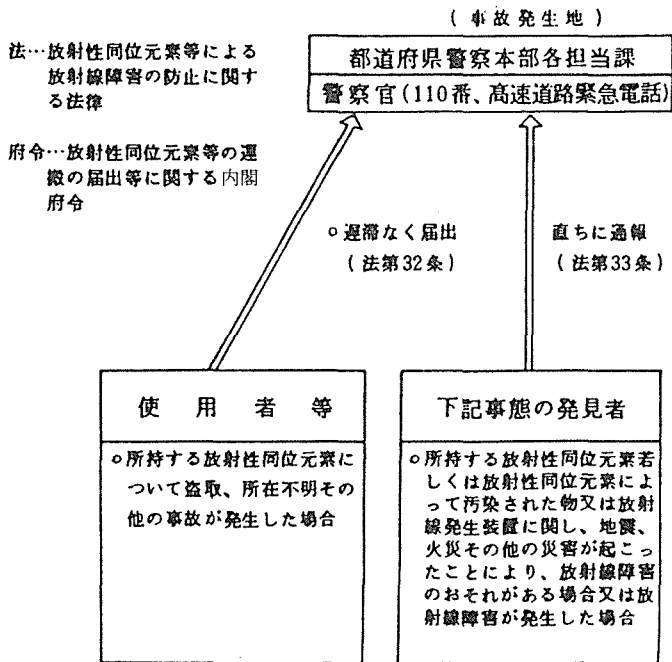 (事故発生地)
都道府県警察本部各担当課
警察官(110番、高速道路緊急電話)
法…放射性同位元素等による
放射線障害の防止に関す
る法律
府令…放射性同位元素等の運
搬の届出等に関する内閣
府令
○遅滞なく届出
(法第32条)
直ちに通報
(法第33条)
使用者等
○所持する放射性同位元素に
ついて盗取、所在不明その
他の事故が発生した場合
下記事態の発見者
○所持する放射性同位元素若
しくは放射性同位元素によ
って汚染された物又は放射
線発生装置に関し、地震、
火災その他の災害が起こっ
たことにより、放射線障害
のおそれがある場合又は放
射線障害が発生した場合